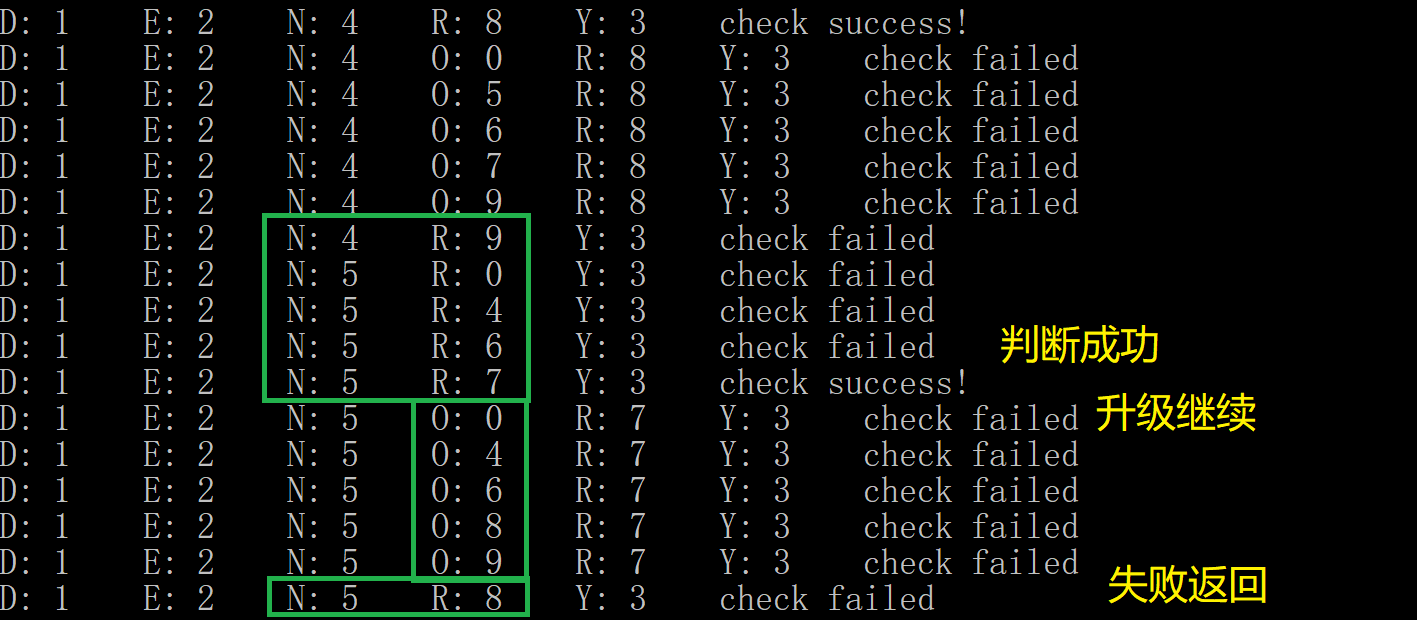 D: 1 E: 2 N: 4 R: 8 Y: 3 check success!
D: 1 E: 2 N: 4 O: 0 R: 8 Y: 3 check failed
D: 1 E: 2 N: 4 O: 5 R: 8 Y: 3 check failed
D: 1 E: 2 N: 4 O: 6 R: 8 Y: 3 check failed
D: 1 E: 2 N: 4 O: 7 R: 8 Y: 3 check failed
D: 1 E: 2 N: 4 O: 9 R: 8 Y: 3 check failed
D: 1 E: 2 N: 4 R: 9 Y: 3 check failed
D: 1 E: 2 N: 5 R: 0 Y: 3 check failed
D: 1 E: 2 N: 5 R: 4 Y: 3 check failed
D: 1 E: 2 N: 5 R: 6 Y: 3 check failed 判断成功
D: 1 E: 2 N: 5 R: 7 Y: 3 check success!
D: 1 E: 2 N: 5 O: 0 R: 7 Y: 3 check failed 升级继续
D: 1 E: 2 N: 5 O: 4 R: 7 Y: 3 check failed
D: 1 E: 2 N: 5 O: 6 R: 7 Y: 3 check failed
D: 1 E: 2 N: 5 O: 8 R: 7 Y: 3 check failed
D: 1 E: 2 N: 5 O: 9 R: 7 Y: 3 check failed
D: 1 E: 2 N: 5 R: 8 Y: 3 check failed 失败返回